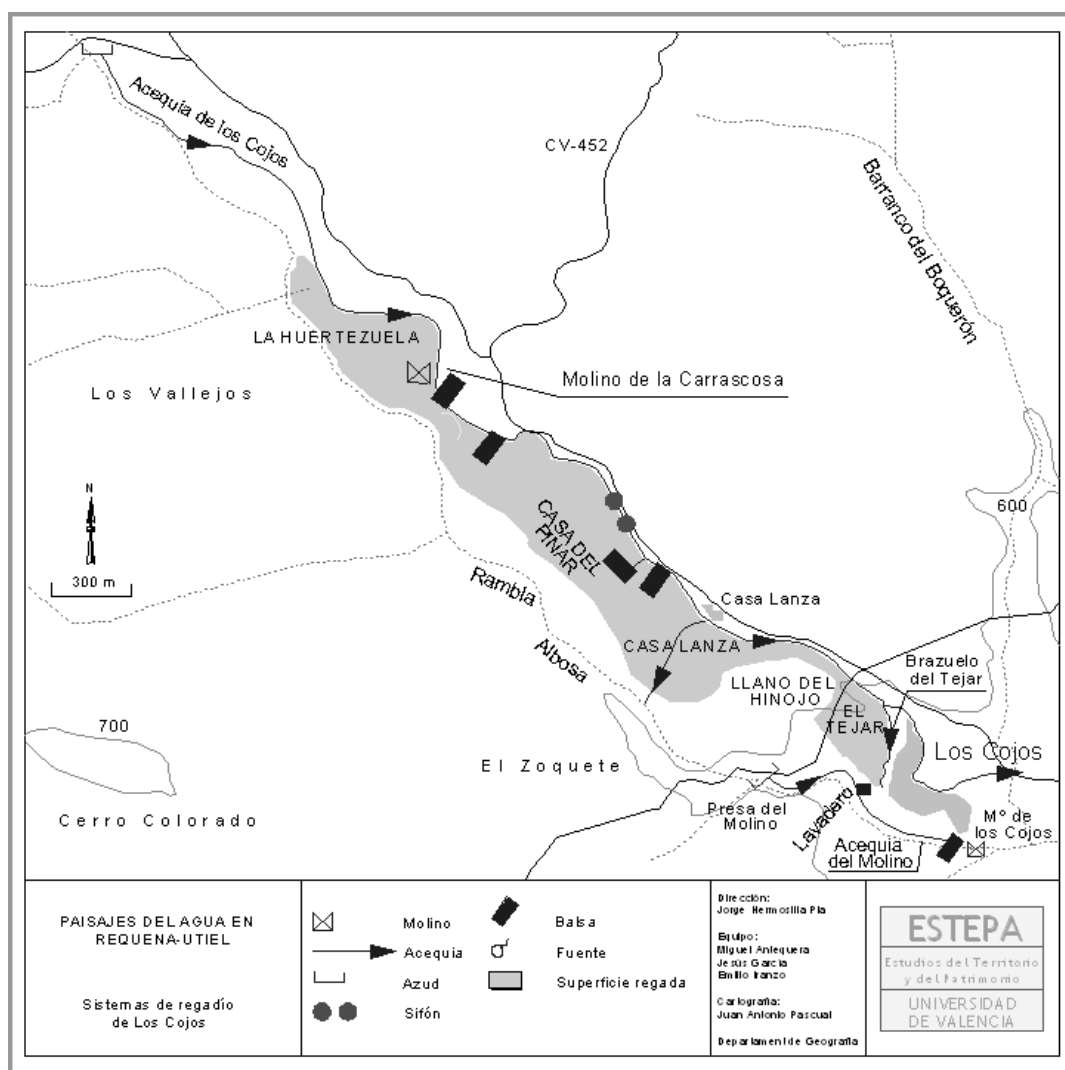 Acequia de los Cojos
CV-452
Barranco del Boquerón
LA HUERTEZUELA
Molino de la Carrascosa
Los Vallejos
N
300 m
CASA DEL
PINAR
600
Rambla
Albosa
Casa Lanza
CASA LANZA
Brazuelo
del Tejar
LLANO DEL
HINOJO
EL
TEJAR
700
El Zoquete
Los Cojos
Cerro Colorado
Presa del
Molino
Lavadero
Mº de
los Cojos
Acequia
del Molino
PAISAJES DEL AGUA EN
REQUENA-UTIEL
Sistemas de regadío
de Los Cojos
Molino
Acequia
Azud
Sifón
Balsa
Fuente
Superficie regada
Dirección:
Jorge Hermosilla Pla
Equipo:
Miguel Antequera
Jesús García
Emilio Iranzo
Cartografía:
Juan Antonio Pascual
Departament de Geografia
ESTEPA
Estudios del Territorio
y del Patrimonio
UNIVERSIDAD
DE VALENCIA